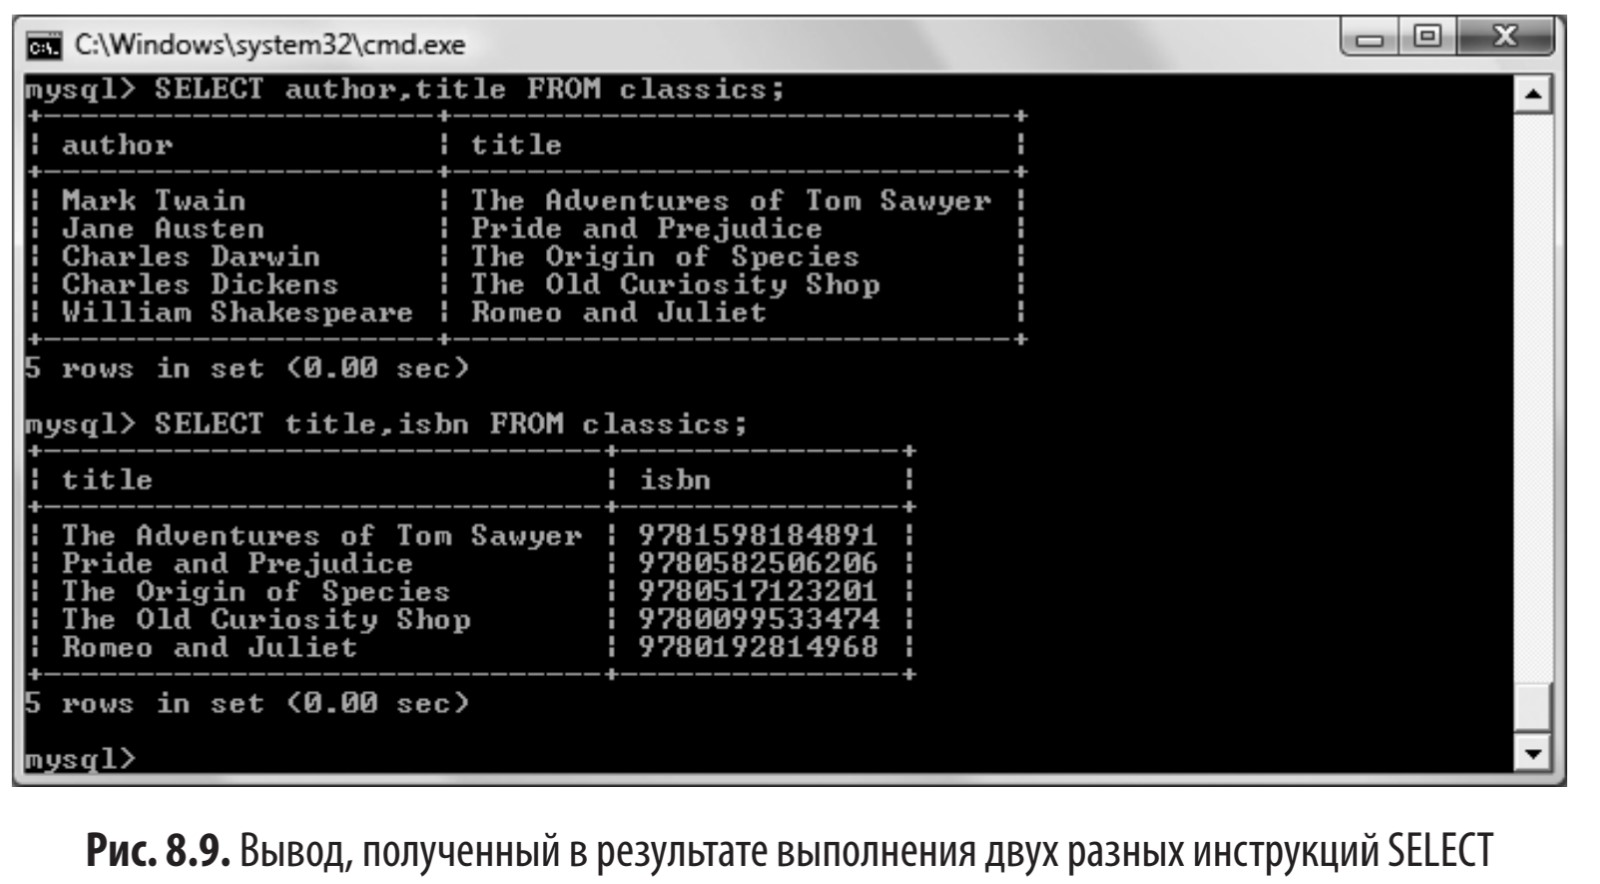 C:\Windows\system32\cmd.exe
mysql> SELECT author,title FROM classics;
+---------------------+------------------------------+
| author              | title                        |
+---------------------+------------------------------+
| Mark Twain          | The Adventures of Tom Sawyer |
| Jane Austen         | Pride and Prejudice          |
| Charles Darwin      | The Origin of Species        |
| Charles Dickens     | The Old Curiosity Shop       |
| William Shakespeare | Romeo and Juliet             |
+---------------------+------------------------------+
5 rows in set (0.00 sec)
mysql> SELECT title,isbn FROM classics;
+------------------------------+---------------+
| title                        | isbn          |
+------------------------------+---------------+
| The Adventures of Tom Sawyer | 9781598184891 |
| Pride and Prejudice          | 9780582506206 |
| The Origin of Species        | 9780517123201 |
| The Old Curiosity Shop       | 9780099533474 |
| Romeo and Juliet             | 9780192814968 |
+------------------------------+---------------+
5 rows in set (0.00 sec)
mysql>
Рис. 8.9. Вывод, полученный в результате выполнения двух разных инструкций SELECT